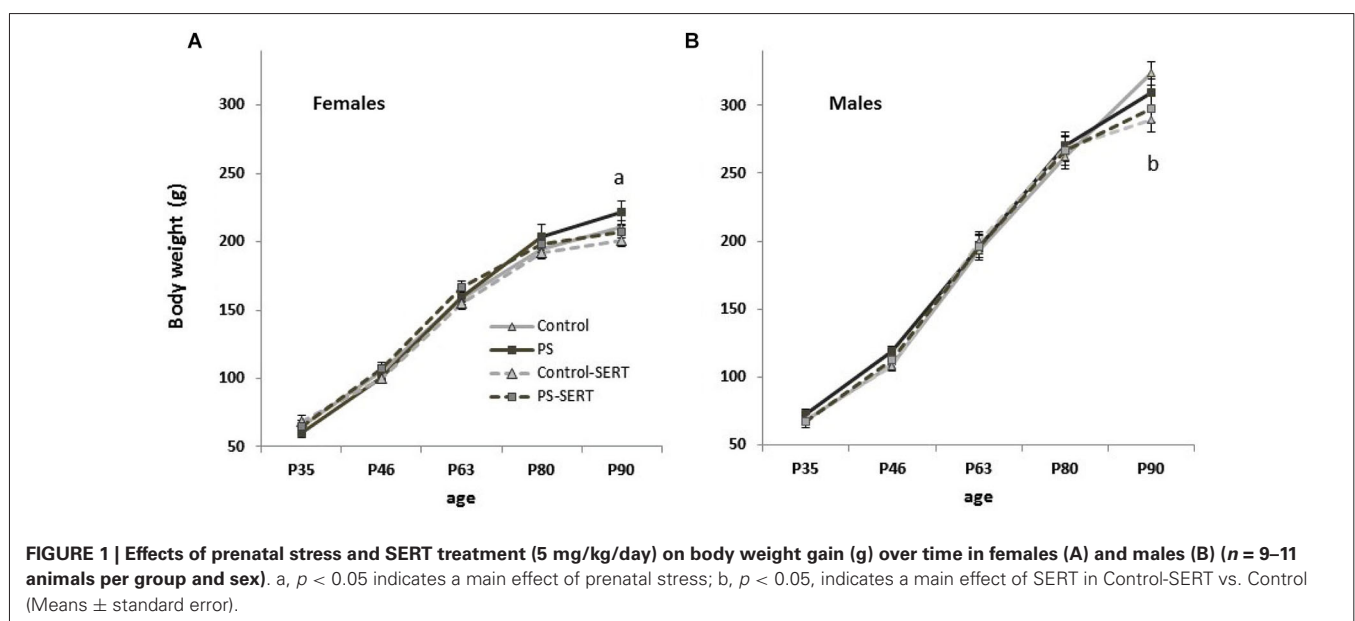 A
Females
300
250
200
150
100
50
Body weight (g)
a
Control
PS
Control-SERT
PS-SERT
P35 P46 P63 P80 P90
age
B
Males
300
250
200
150
100
50
b
P35 P46 P63 P80 P90
age
FIGURE 1 | Effects of prenatal stress and SERT treatment (5 mg/kg/day) on body weight gain (g) over time in females (A) and males (B) (n = 9–11
animals per group and sex). a, p < 0.05 indicates a main effect of prenatal stress; b, p < 0.05, indicates a main effect of SERT in Control-SERT vs. Control
(Means ± standard error).